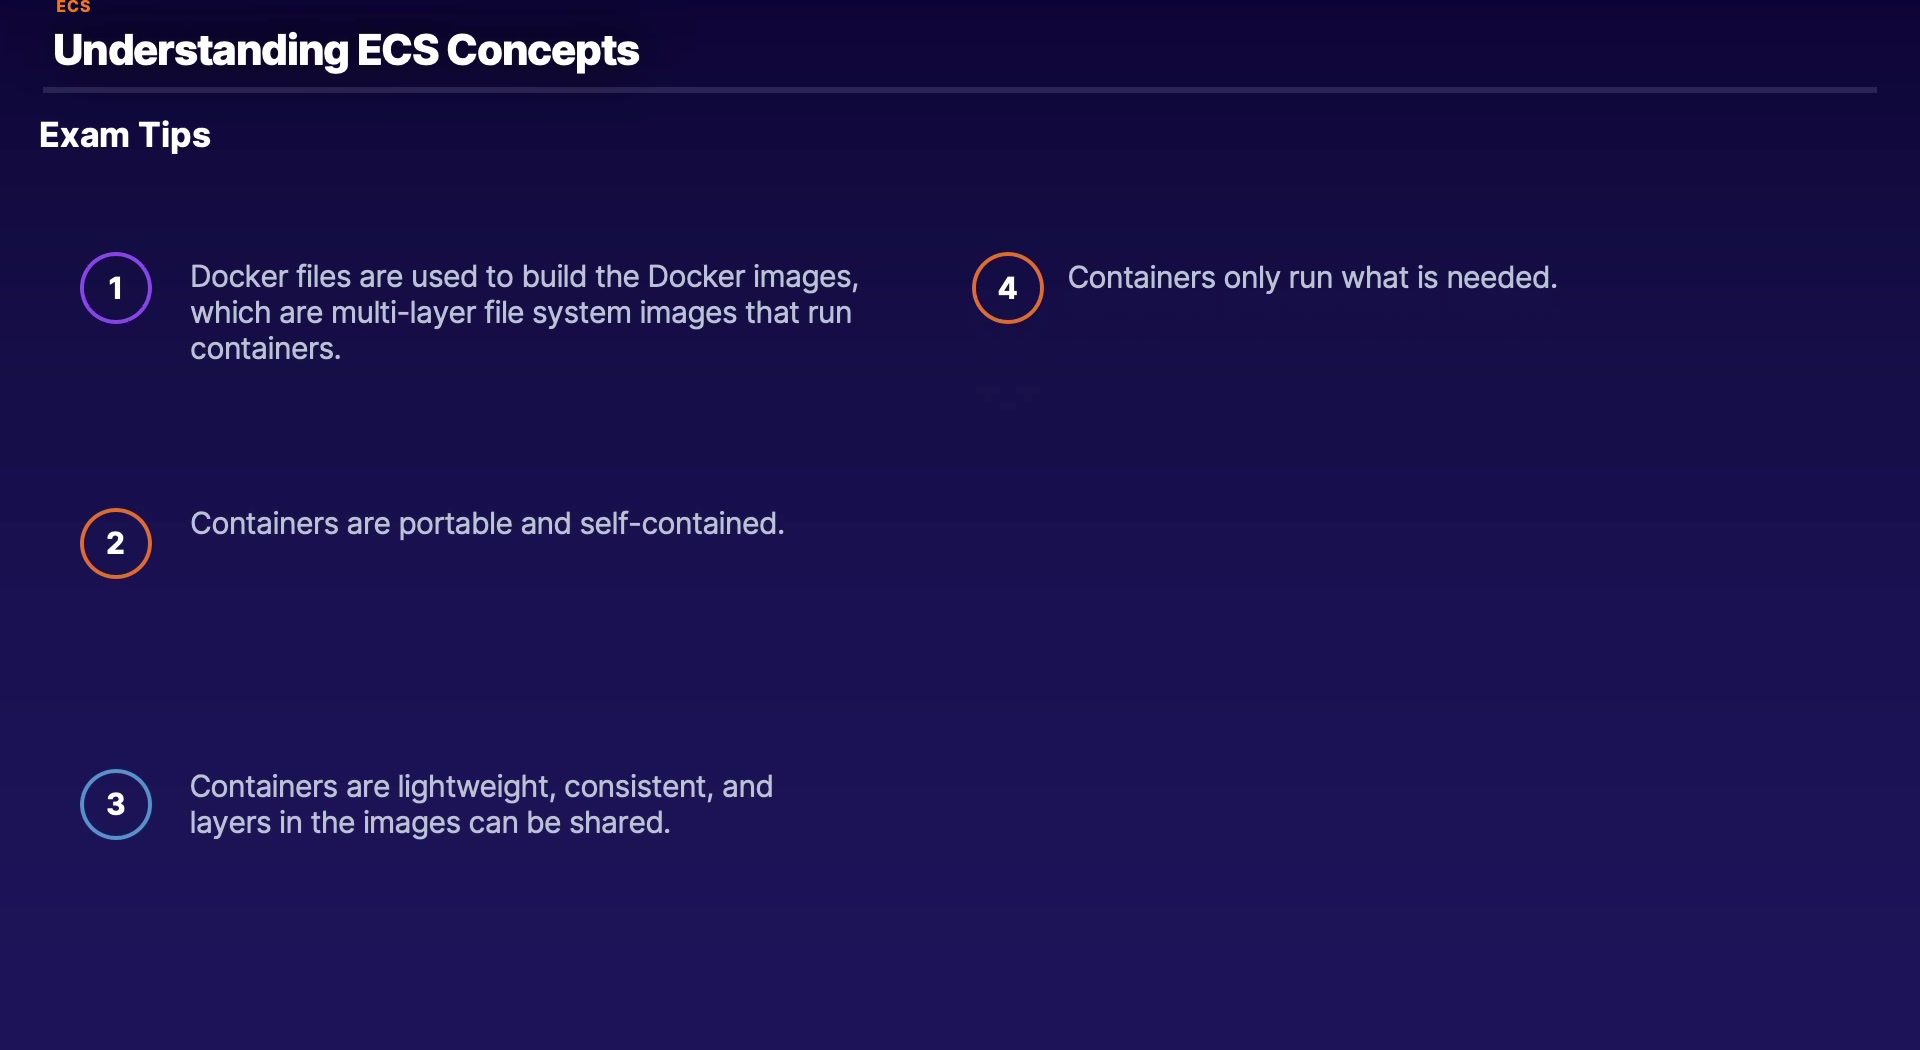 ECS
Understanding ECS Concepts
Exam Tips
1
Docker files are used to build the Docker images,
which are multi-layer file system images that run
containers.
2
Containers are portable and self-contained.
3
Containers are lightweight, consistent, and
layers in the images can be shared.
4
Containers only run what is needed.